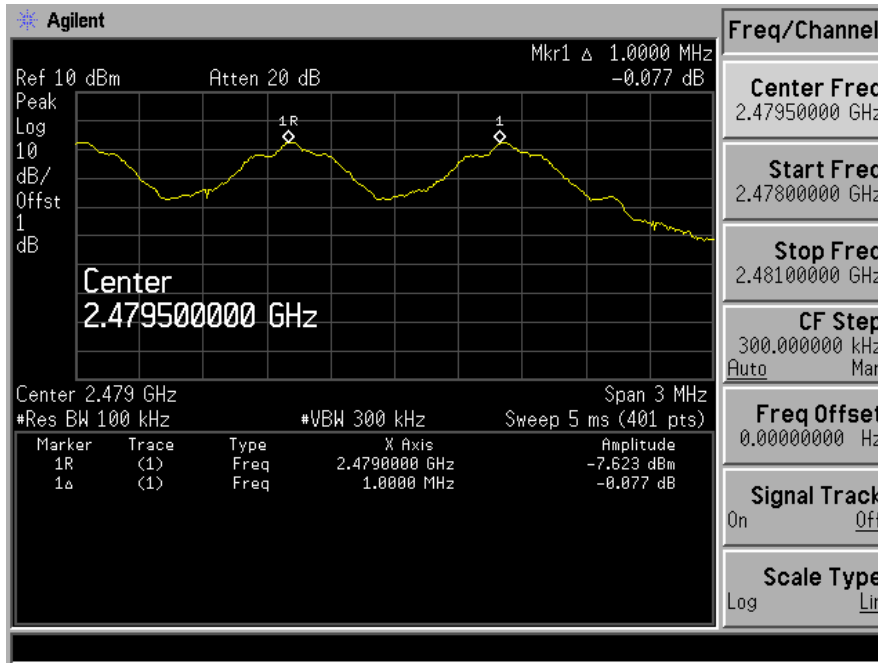 Agilent
Freq/Channel
Mkr1 Δ 1.0000 MHz
Ref 10 dBm Atten 20 dB -0.077 dB
Peak
Log
10
dB/
Offst
1
dB
1R
1
Center
2.479500000 GHz
Center 2.479 GHz Span 3 MHz
#Res BW 100 kHz #VBW 300 kHz Sweep 5 ms (401 pts)
Marker Trace Type X Axis Amplitude
1R (1) Freq 2.4790000 GHz -7.623 dBm
1Δ (1) Freq 1.0000 MHz -0.077 dB
Center Freq
2.47950000 GHz
Start Freq
2.47800000 GHz
Stop Freq
2.48100000 GHz
CF Step
300.000000 kHz
Auto Man
Freq Offset
0.00000000 Hz
Signal Track
On Off
Scale Type
Log Lin